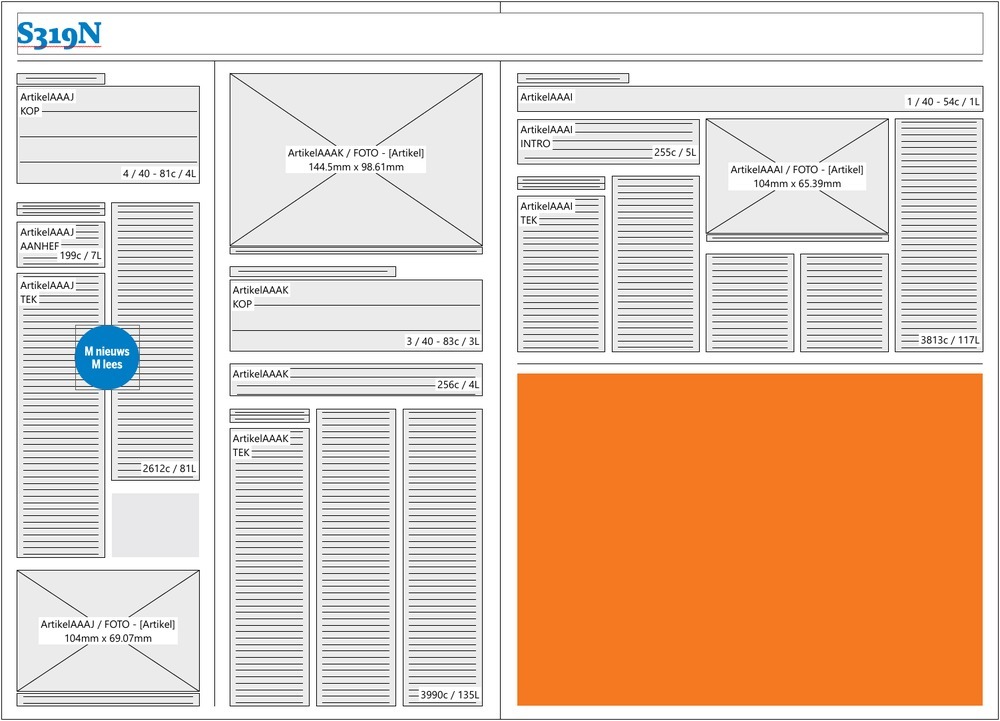 S319N
ArtikelAAAJ
KOP
4 / 40 - 81c / 4L
ArtikelAAAJ
AANHEF
199c / 7L
ArtikelAAAJ
TEK
M nieuws
M lees
2612c / 81L
ArtikelAAAJ / FOTO - [Artikel]
104mm x 69.07mm
ArtikelAAAK / FOTO - [Artikel]
144.5mm x 98.61mm
ArtikelAAAK
KOP
3 / 40 - 83c / 3L
ArtikelAAAK
256c / 4L
ArtikelAAAK
TEK
3990c / 135L
ArtikelAAAI
1 / 40 - 54c / 1L
ArtikelAAAI
INTRO
255c / 5L
ArtikelAAAI
TEK
ArtikelAAAI / FOTO - [Artikel]
104mm x 65.39mm
3813c / 117L